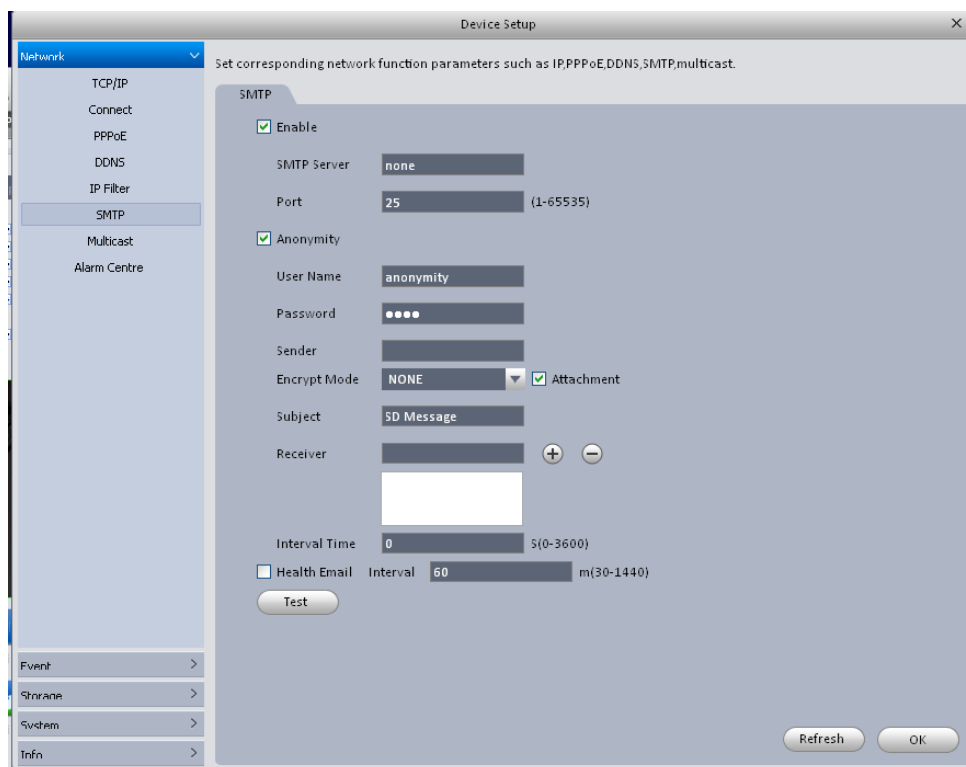 Device Setup
Network
TCP/IP
Connect
PPPoE
DDNS
IP Filter
SMTP
Multicast
Alarm Centre
Event
Storage
System
Info
Set corresponding network function parameters such as IP,PPPoE,DDNS,SMTP,multicast.
SMTP
Enable
SMTP Server none
Port 25 (1-65535)
Anonymity
User Name anonymity
Password ●●●●
Sender
Encrypt Mode NONE Attachment
Subject SD Message
Receiver
Interval Time 0 S(0-3600)
Health Email Interval 60 m(30-1440)
Test
Refresh OK